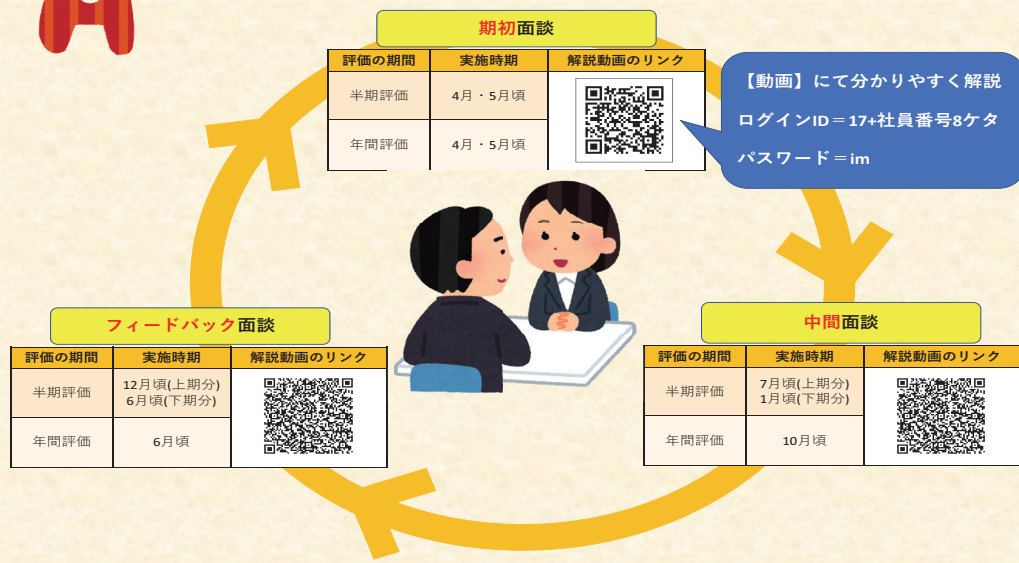 期初面談
評価の期間 実施時期 解説動画のリンク
半期評価 4月・5月頃
年間評価 4月・5月頃
【動画】にて分かりやすく解説
ログインID＝17+社員番号8ケタ
パスワード＝im
フィードバック面談
評価の期間 実施時期 解説動画のリンク
半期評価 12月頃(上期分)
6月頃(下期分)
年間評価 6月頃
中間面談
評価の期間 実施時期 解説動画のリンク
半期評価 7月頃(上期分)
1月頃(下期分)
年間評価 10月頃